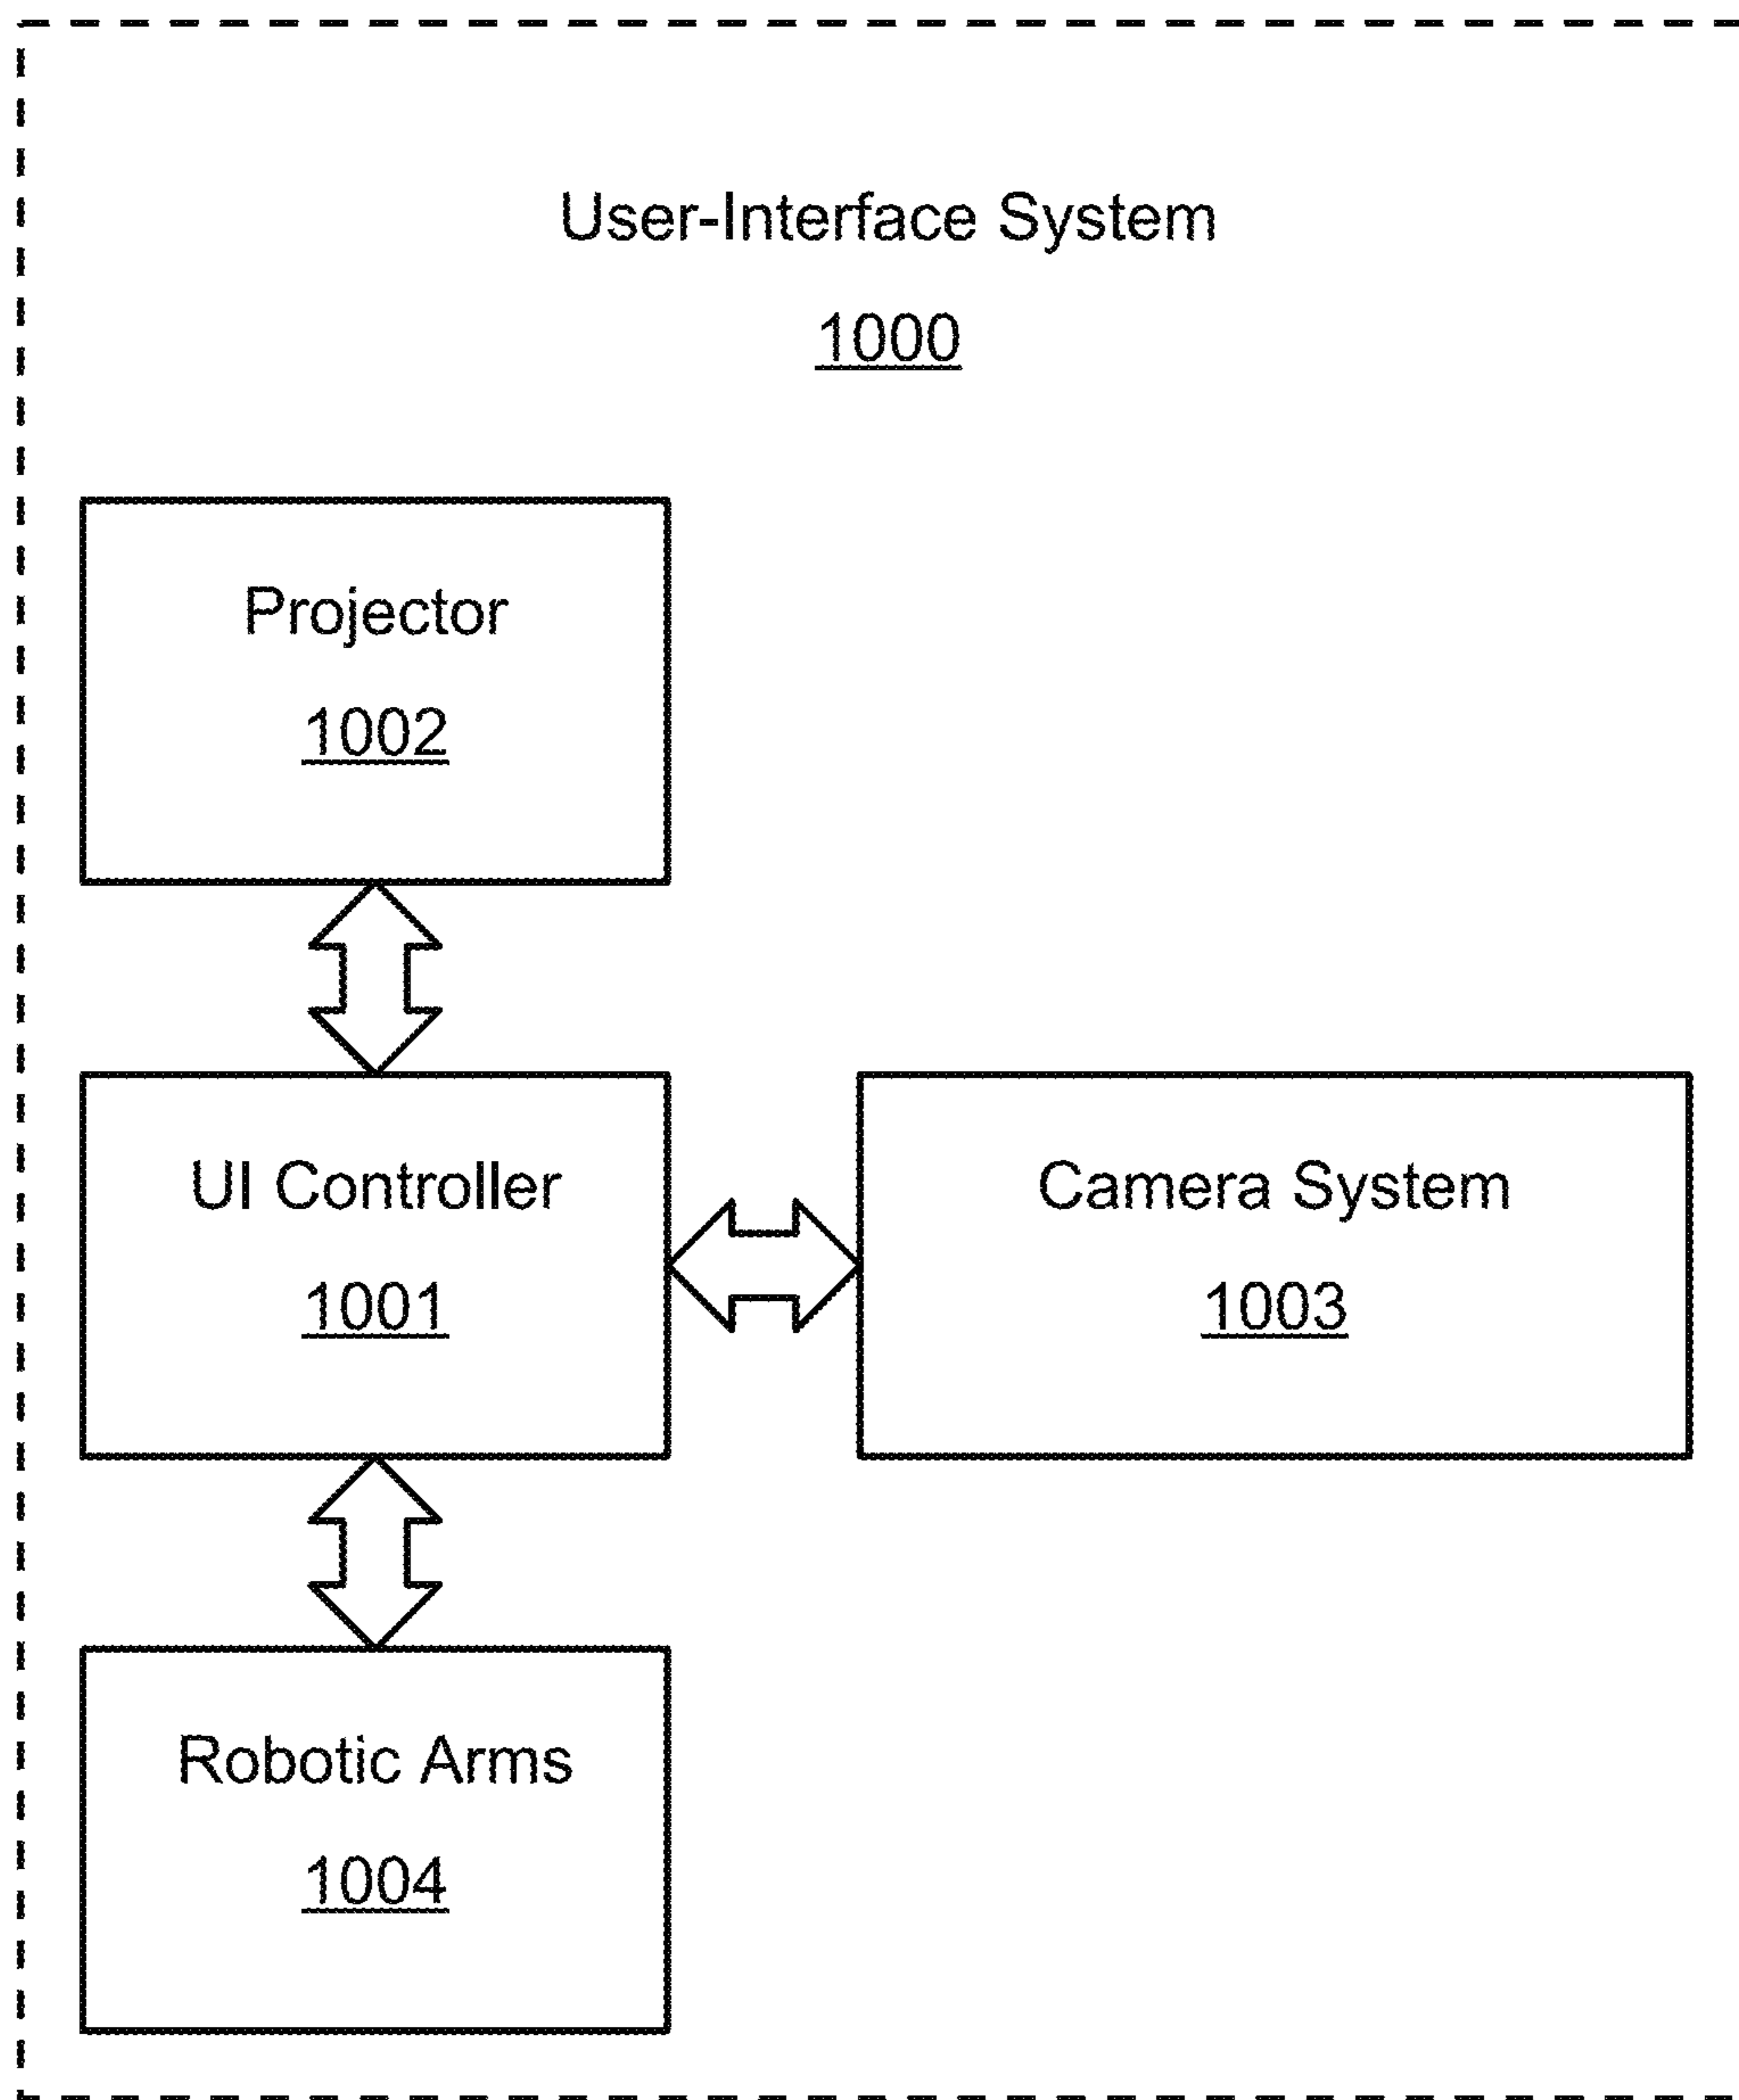 User-Interface System
1000
Projector
1002
UI Controller
1001
Camera System
1003
Robotic Arms
1004